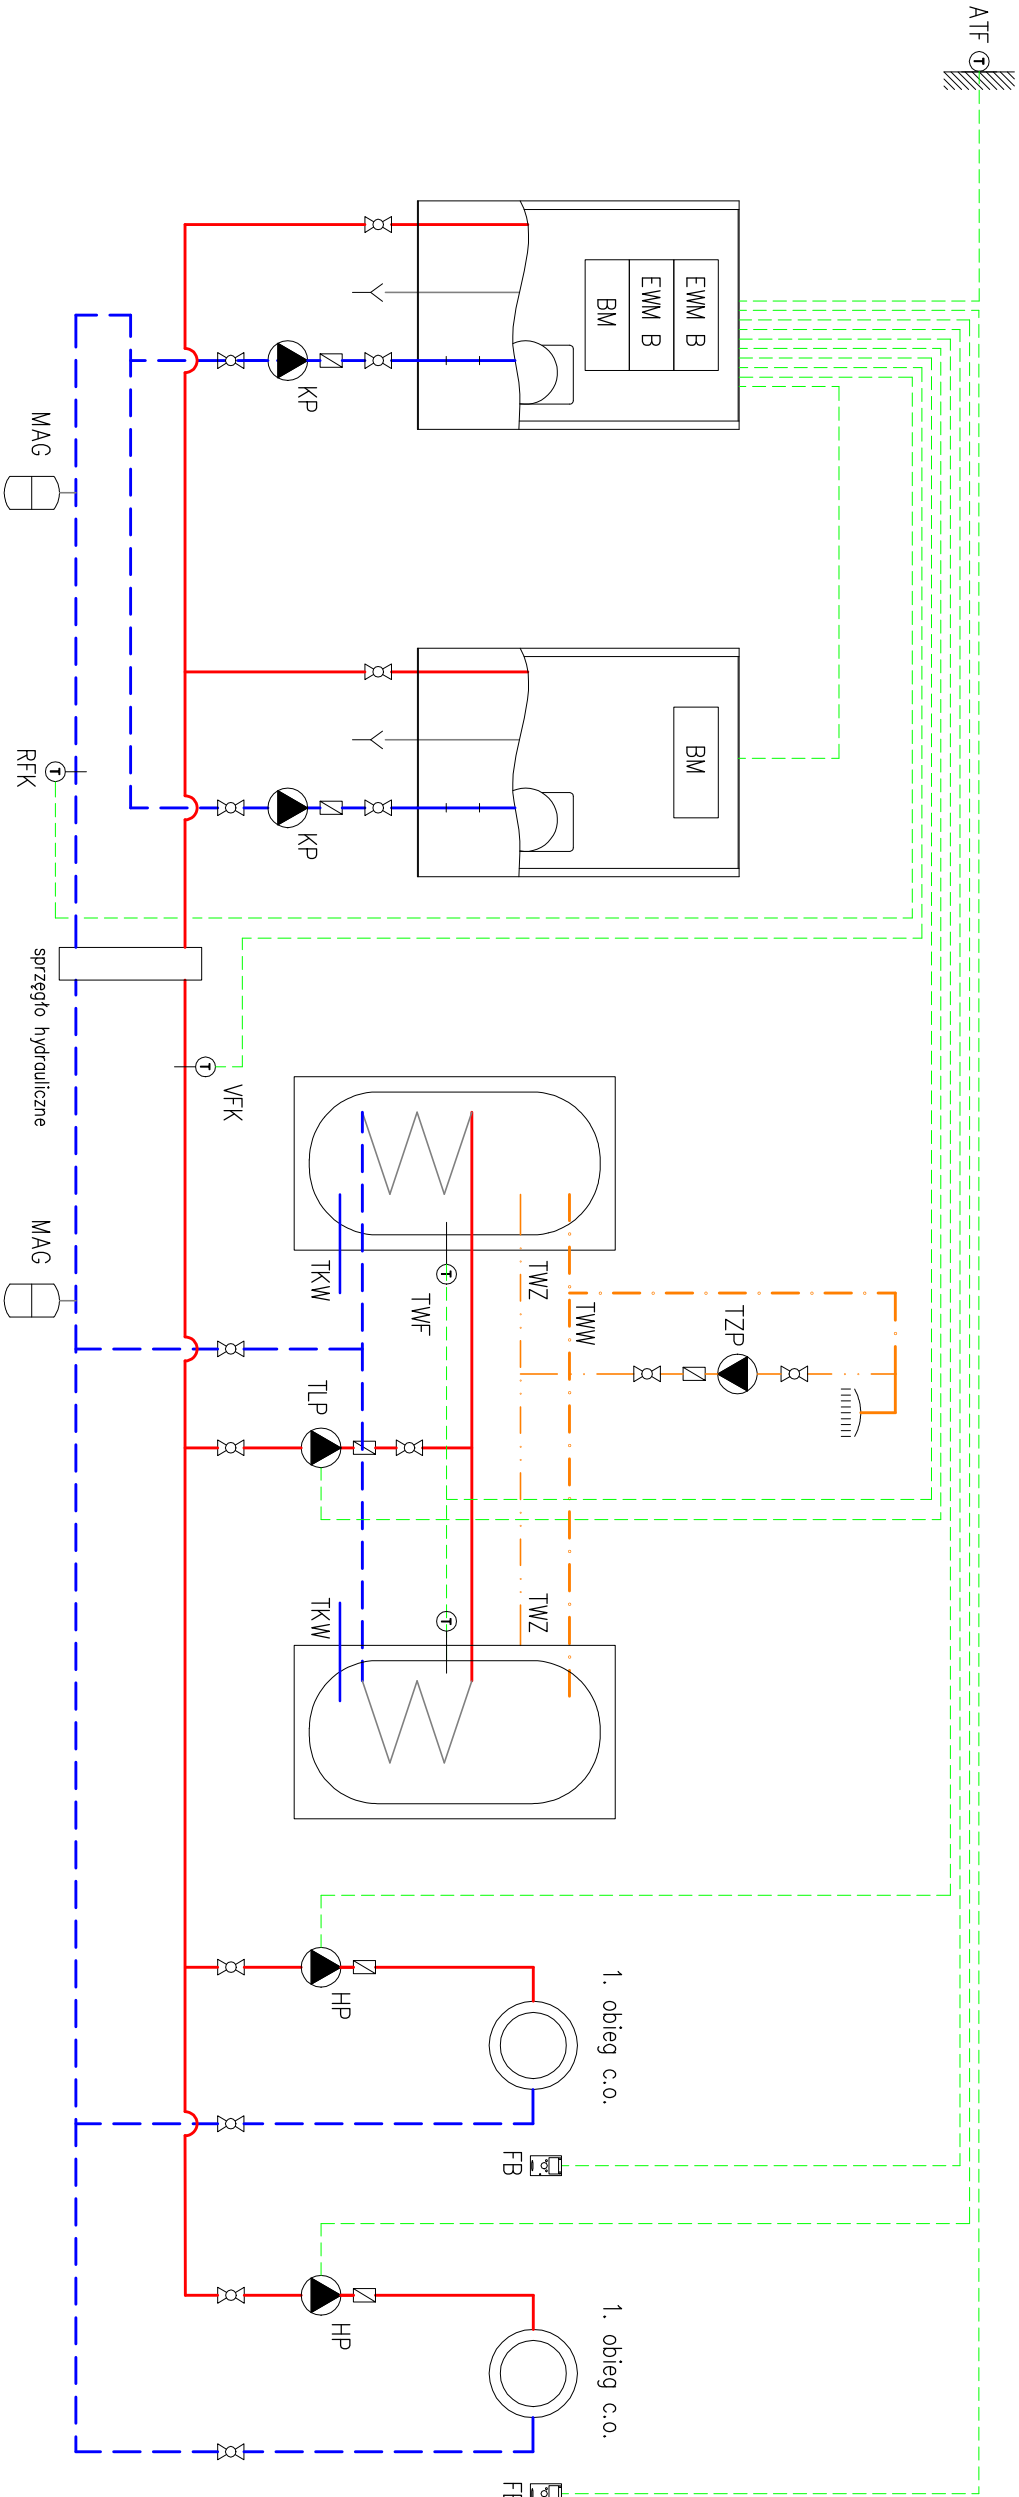 ATF
T
EWM B
EWM B
BM
KP
MAG
BM
KP
RFK
T
sprzęgło hydrauliczne
T
VFK
MAG
TKW
TWF
T
TWZ
TWW
TZP
TLP
TKW
T
TWZ
HP
1. obieg c.o.
FB
HP
1. obieg c.o.
FB